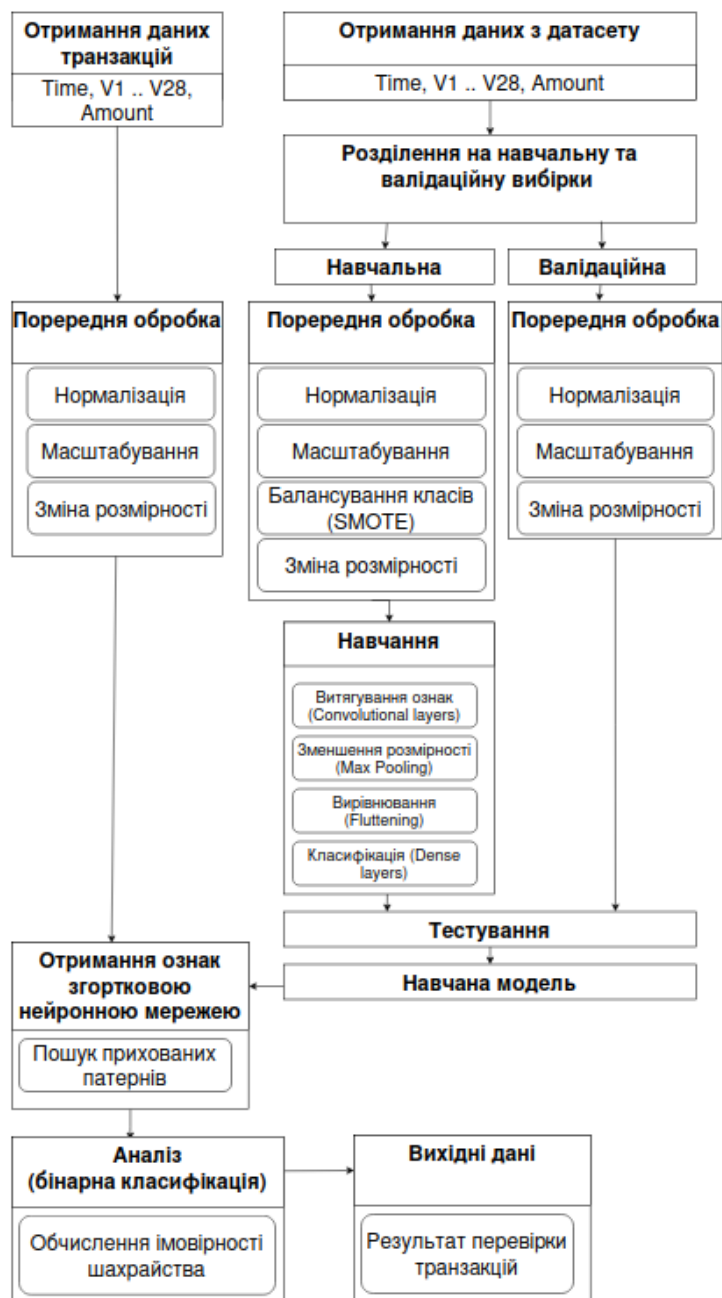 Отримання даних
транзакцій
Time, V1 .. V28,
Amount
Отримання даних з датасету
Time, V1 .. V28, Amount
Розділення на навчальну та
валідаційну вибірки
Навчальна
Валідаційна
Порередня обробка
Нормалізація
Масштабування
Зміна розмірності
Порередня обробка
Нормалізація
Масштабування
Балансування класів
(SMOTE)
Зміна розмірності
Порередня обробка
Нормалізація
Масштабування
Зміна розмірності
Навчання
Витягування ознак
(Convolutional layers)
Зменшення розмірності
(Max Pooling)
Вирівнювання
(Fluttening)
Класифікація (Dense
layers)
Тестування
Навчана модель
Отримання ознак
згортковою
нейронною мережею
Пошук прихованих
патернів
Аналіз
(бінарна класифікація)
Обчислення імовірності
шахрайства
Вихідні дані
Результат перевірки
транзакцій